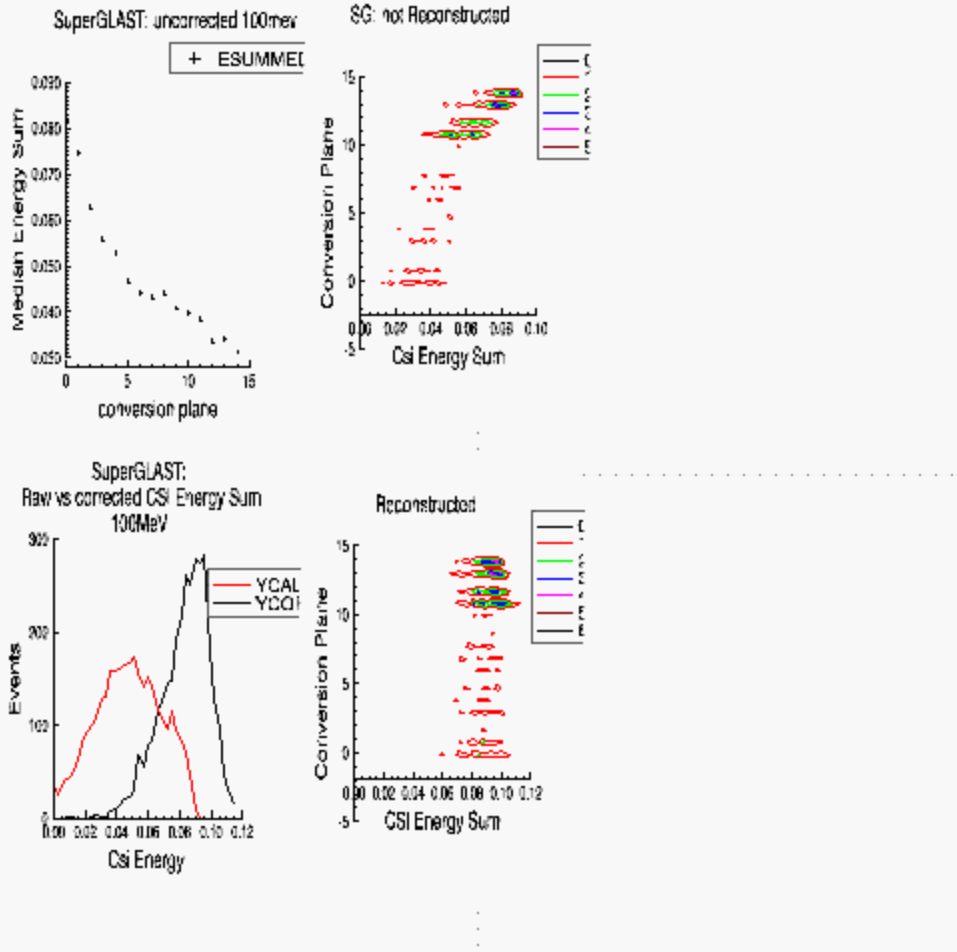 SuperGLAST: uncorrected 100mev
+ ESUMMED
Median Energy Sum
0.080
0.070
0.060
0.050
0.040
0 5 10 15
conversion plane
SG: not Reconstructed
Conversion Plane
15
10
5
0
-5
0.00 0.02 0.04 0.06 0.08 0.10
Csi Energy Sum
SuperGLAST:
Raw vs corrected CSI Energy Sum
100MeV
YCAL
Events
300
200
100
0
0.00 0.02 0.04 0.06 0.08 0.10 0.12
Csi Energy
Reconstructed
Conversion Plane
15
10
5
0
-5
0.00 0.02 0.04 0.06 0.08 0.10 0.12
CSI Energy Sum